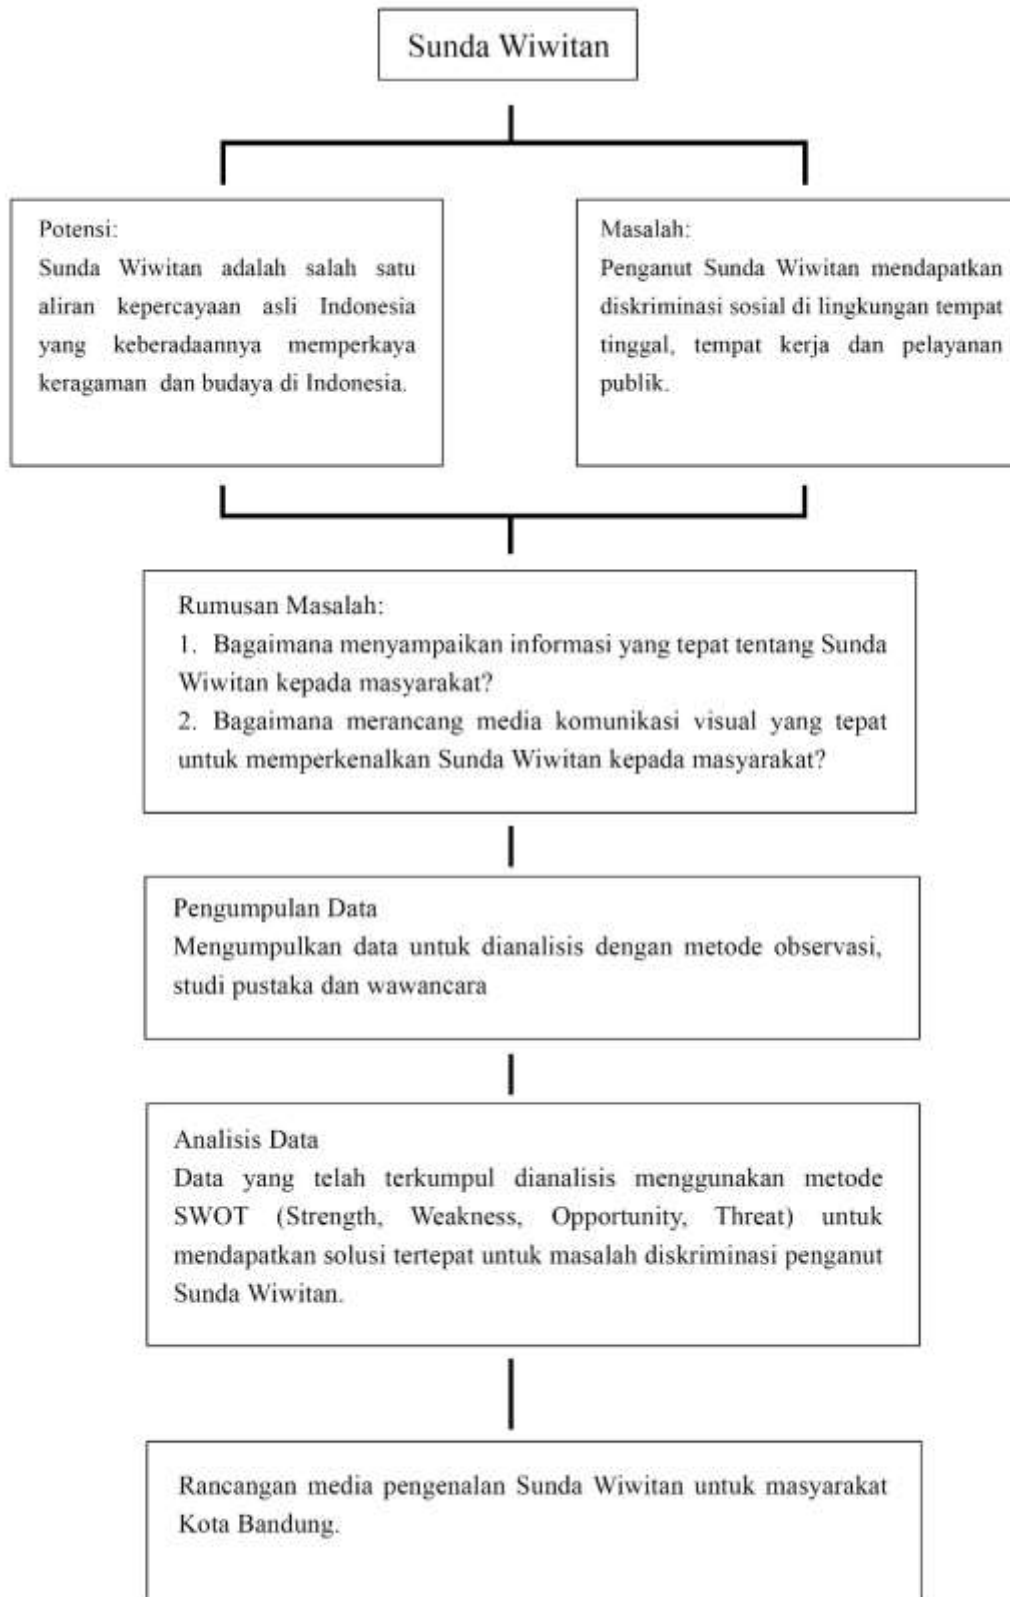 Sunda Wiwitan
Potensi:
Sunda Wiwitan adalah salah satu
aliran kepercayaan asli Indonesia
yang keberadaannya memperkaya
keragaman dan budaya di Indonesia.
Masalah:
Penganut Sunda Wiwitan mendapatkan
diskriminasi sosial di lingkungan tempat
tinggal, tempat kerja dan pelayanan
publik.
Rumusan Masalah:
1. Bagaimana menyampaikan informasi yang tepat tentang Sunda
Wiwitan kepada masyarakat?
2. Bagaimana merancang media komunikasi visual yang tepat
untuk memperkenalkan Sunda Wiwitan kepada masyarakat?
Pengumpulan Data
Mengumpulkan data untuk dianalisis dengan metode observasi,
studi pustaka dan wawancara
Analisis Data
Data yang telah terkumpul dianalisis menggunakan metode
SWOT (Strength, Weakness, Opportunity, Threat) untuk
mendapatkan solusi tertepat untuk masalah diskriminasi penganut
Sunda Wiwitan.
Rancangan media pengenalan Sunda Wiwitan untuk masyarakat
Kota Bandung.